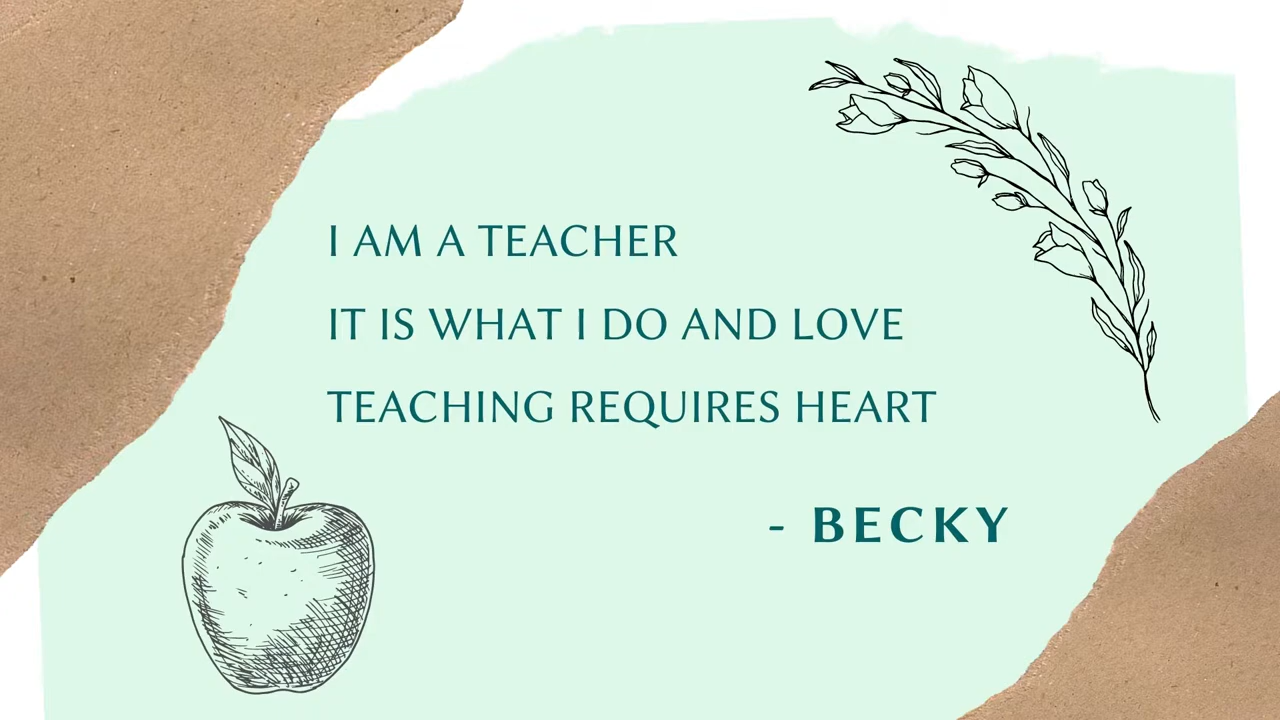 I AM A TEACHER
IT IS WHAT I DO AND LOVE
TEACHING REQUIRES HEART
- BECKY